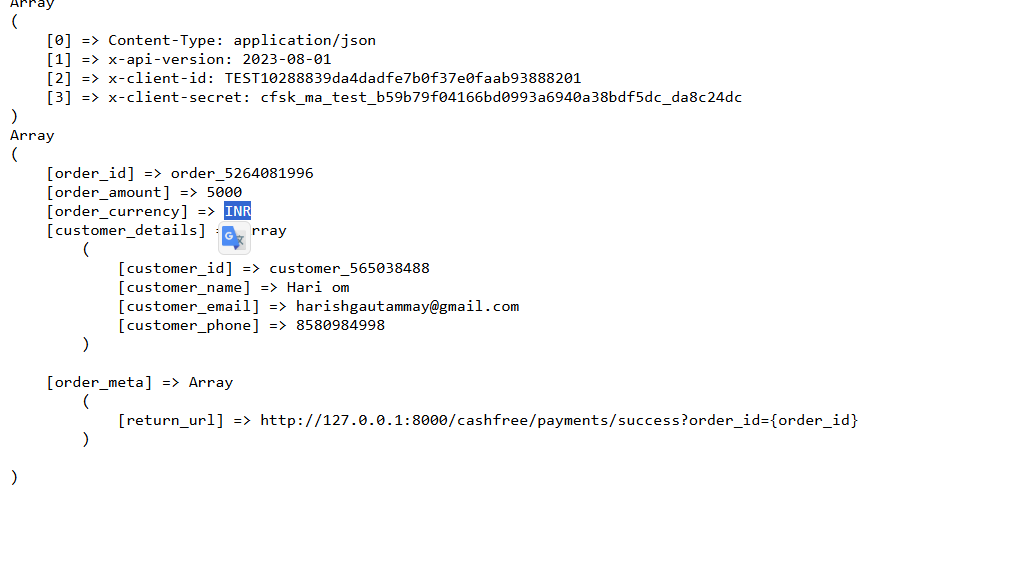 Array
(
[0] => Content-Type: application/json
[1] => x-api-version: 2023-08-01
[2] => x-client-id: TEST10288839da4dadfe7b0f37e0faab93888201
[3] => x-client-secret: cfsk_ma_test_b59b79f04166bd0993a6940a38bdf5dc_da8c24dc
)
Array
(
[order_id] => order_5264081996
[order_amount] => 5000
[order_currency] => INR
[customer_details] = rray
(
[customer_id] => customer_565038488
[customer_name] => Hari om
[customer_email] => harishgautammay@gmail.com
[customer_phone] => 8580984998
)
[order_meta] => Array
(
[return_url] => http://127.0.0.1:8000/cashfree/payments/success?order_id={order_id}
)
)